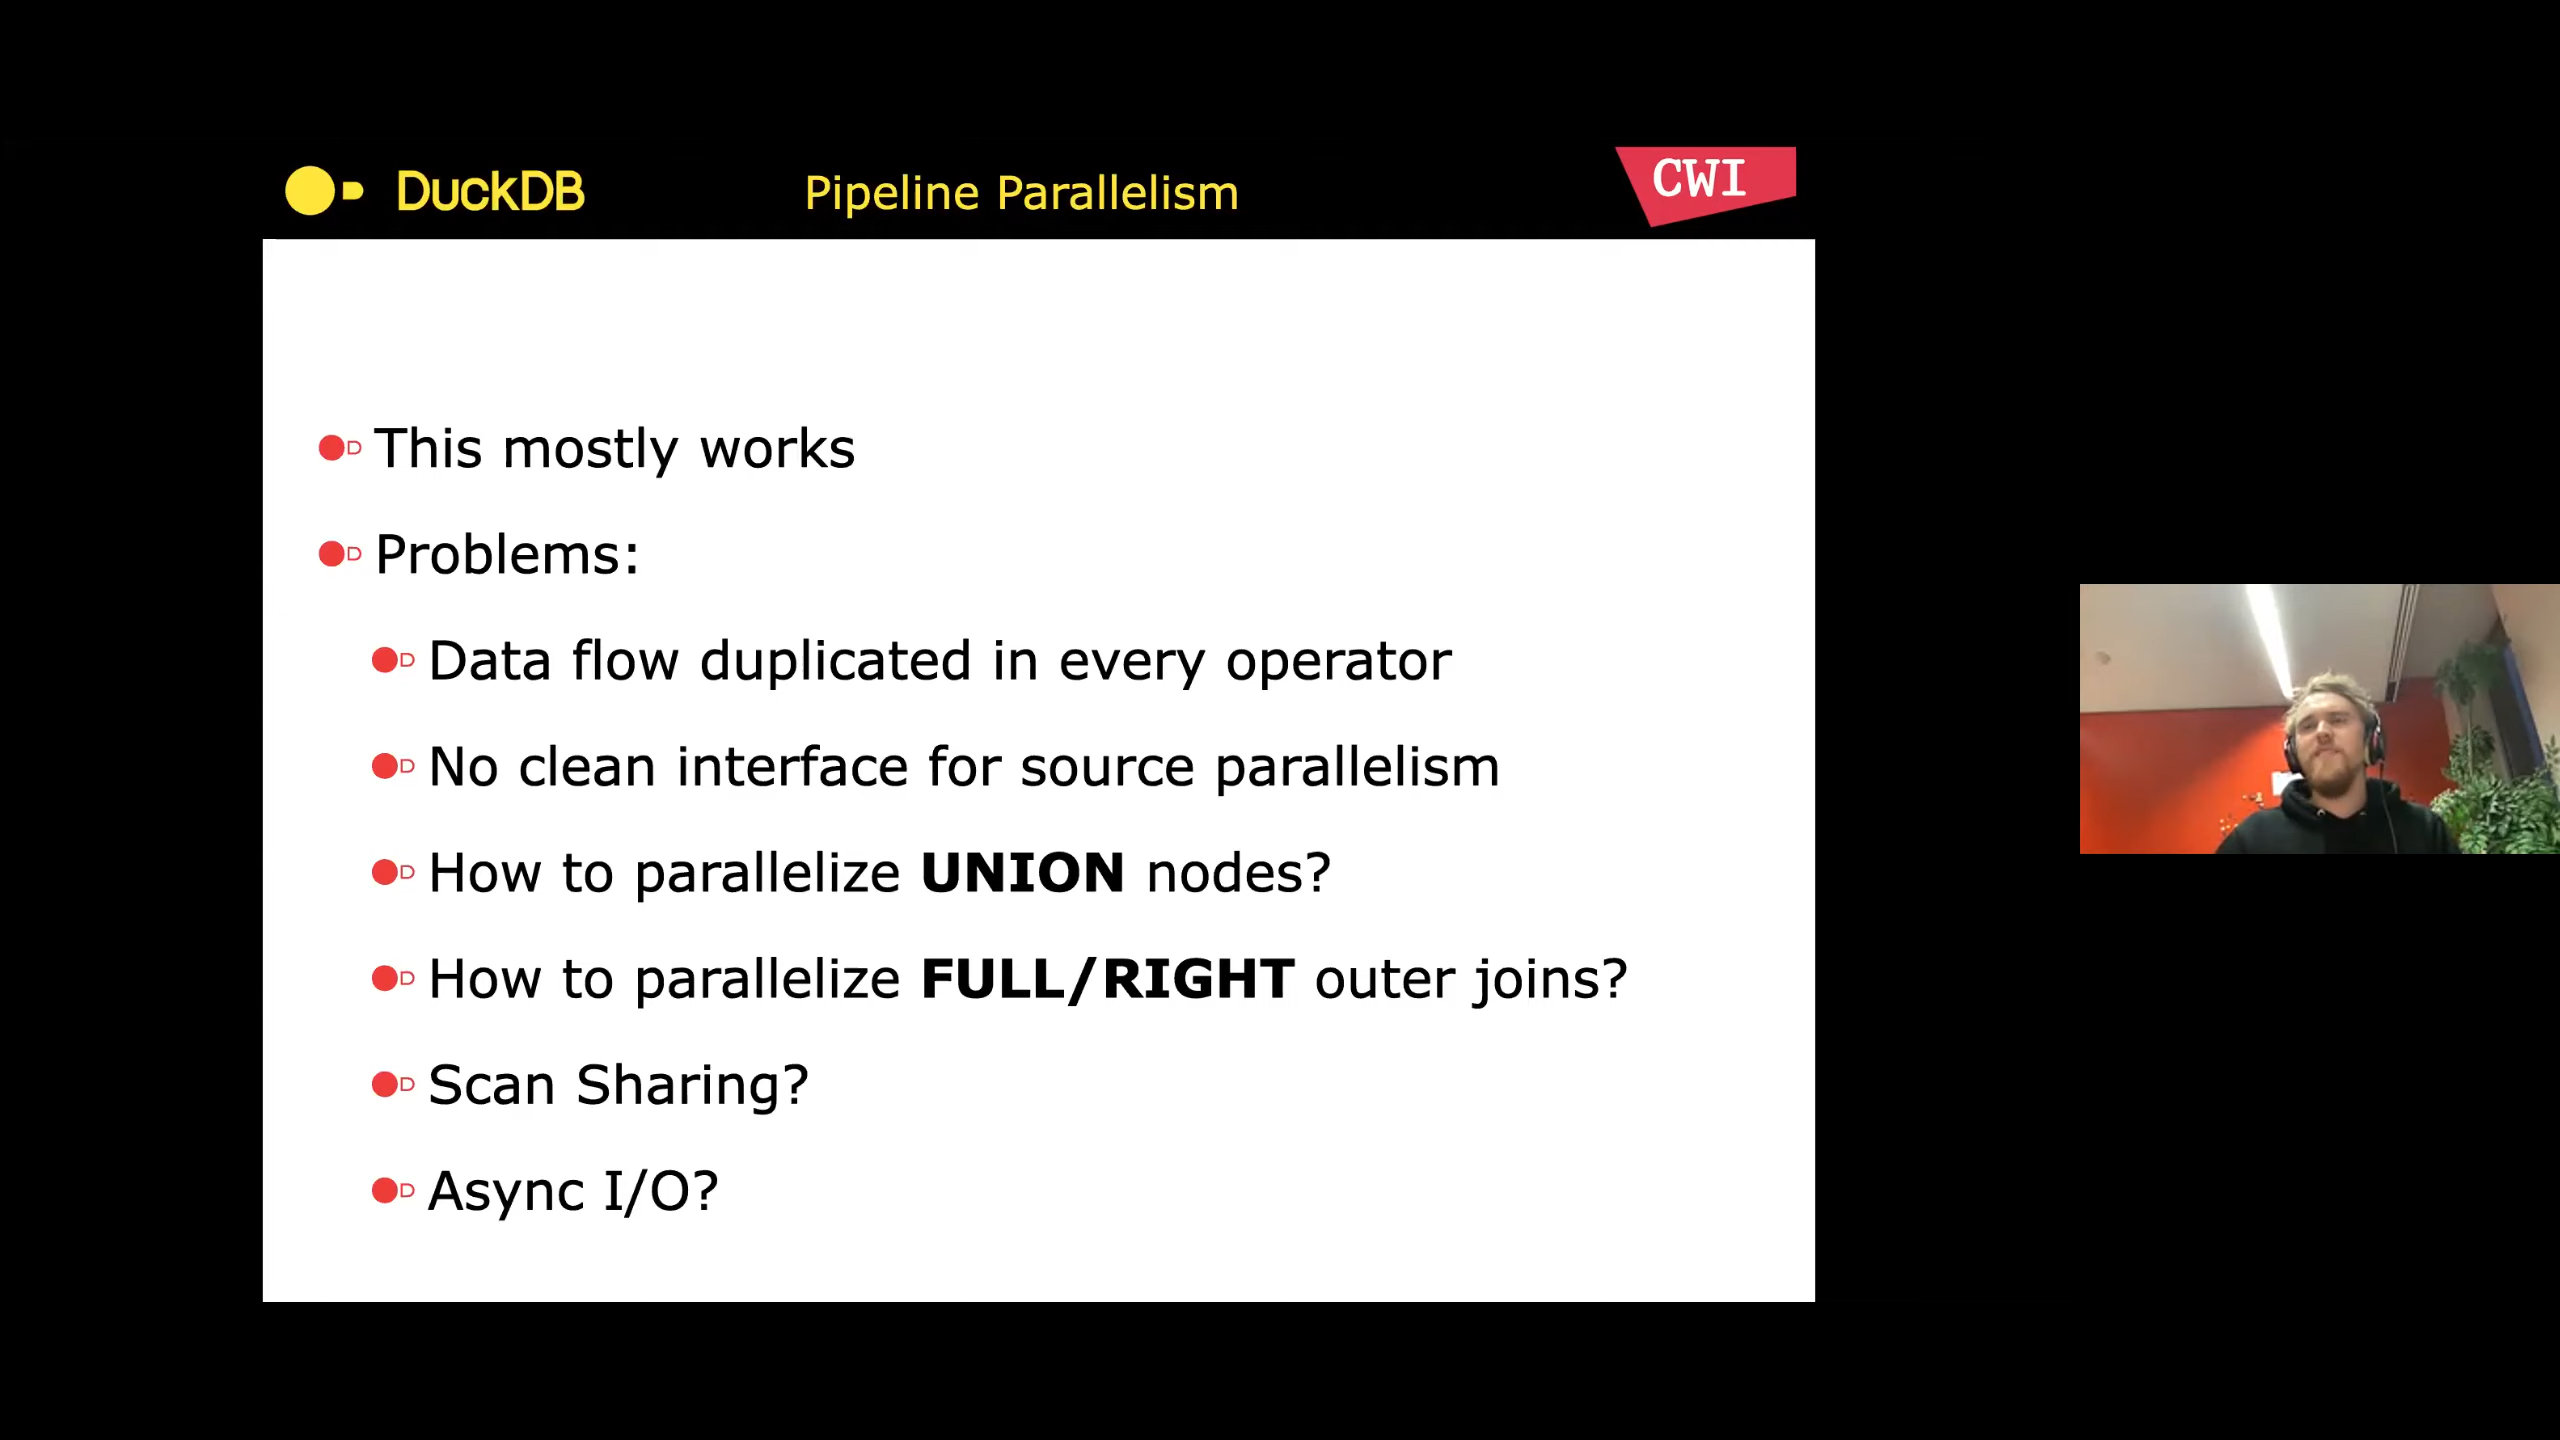 DuckDB
Pipeline Parallelism
CWI
This mostly works
Problems:
Data flow duplicated in every operator
No clean interface for source parallelism
How to parallelize UNION nodes?
How to parallelize FULL/RIGHT outer joins?
Scan Sharing?
Async I/O?